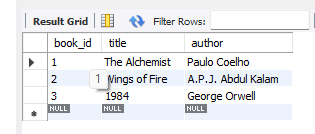 Result Grid Filter Rows:
book_id title author
1 The Alchemist Paulo Coelho
2 1 Wings of Fire A.P.J. Abdul Kalam
3 1984 George Orwell
NULL NULL NULL